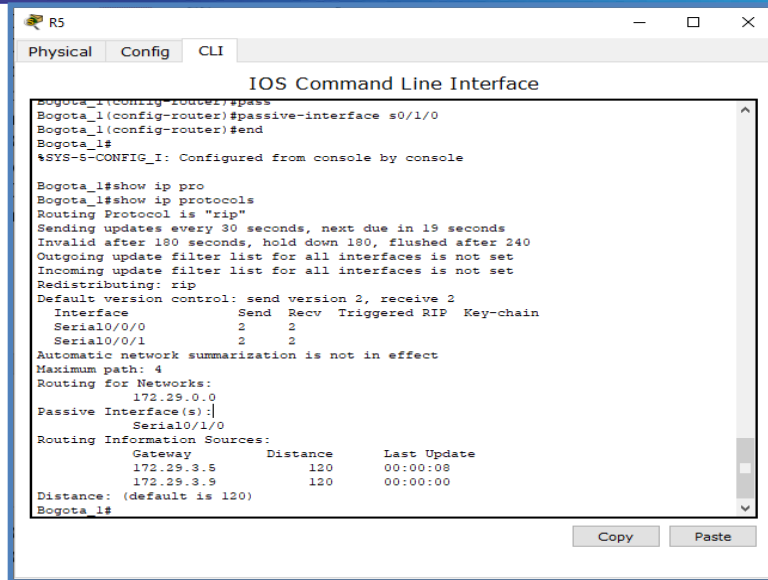 R5
Physical Config CLI
IOS Command Line Interface
Bogota_1(config-router)#pass
Bogota_1(config-router)#passive-interface s0/1/0
Bogota_1(config-router)#end
Bogota_1#
%SYS-5-CONFIG_I: Configured from console by console

Bogota_1#show ip pro
Bogota_1#show ip protocols
Routing Protocol is "rip"
Sending updates every 30 seconds, next due in 19 seconds
Invalid after 180 seconds, hold down 180, flushed after 240
Outgoing update filter list for all interfaces is not set
Incoming update filter list for all interfaces is not set
Redistributing: rip
Default version control: send version 2, receive 2
Interface Send Recv Triggered RIP Key-chain
Serial0/0/0 2 2
Serial0/0/1 2 2
Automatic network summarization is not in effect
Maximum path: 4
Routing for Networks:
172.29.0.0
Passive Interface(s):
Serial0/1/0
Routing Information Sources:
Gateway Distance Last Update
172.29.3.5 120 00:00:08
172.29.3.9 120 00:00:00
Distance: (default is 120)
Bogota_1#
Copy Paste